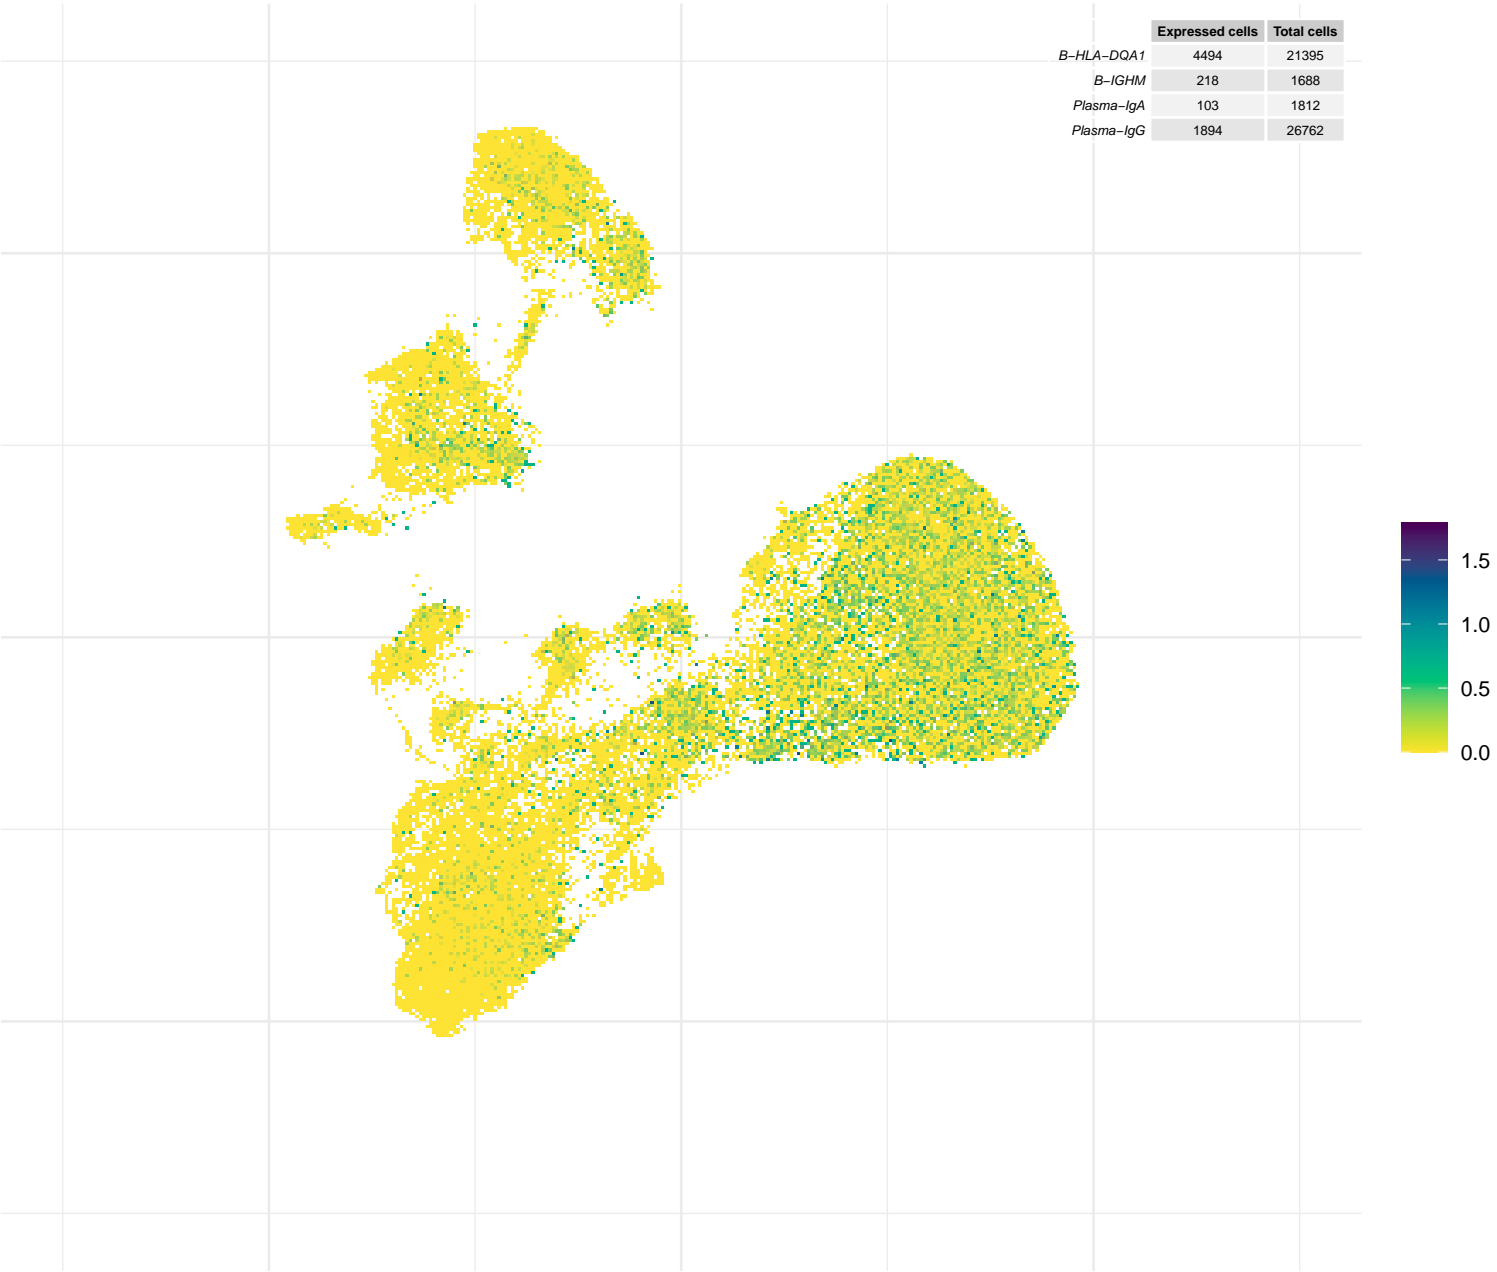 Expressed cells Total cells
B−HLA−DQA1 4494 21395
B−IGHM 218 1688
Plasma−IgA 103 1812
Plasma−IgG 1894 26762
1.5
1.0
0.5
0.0